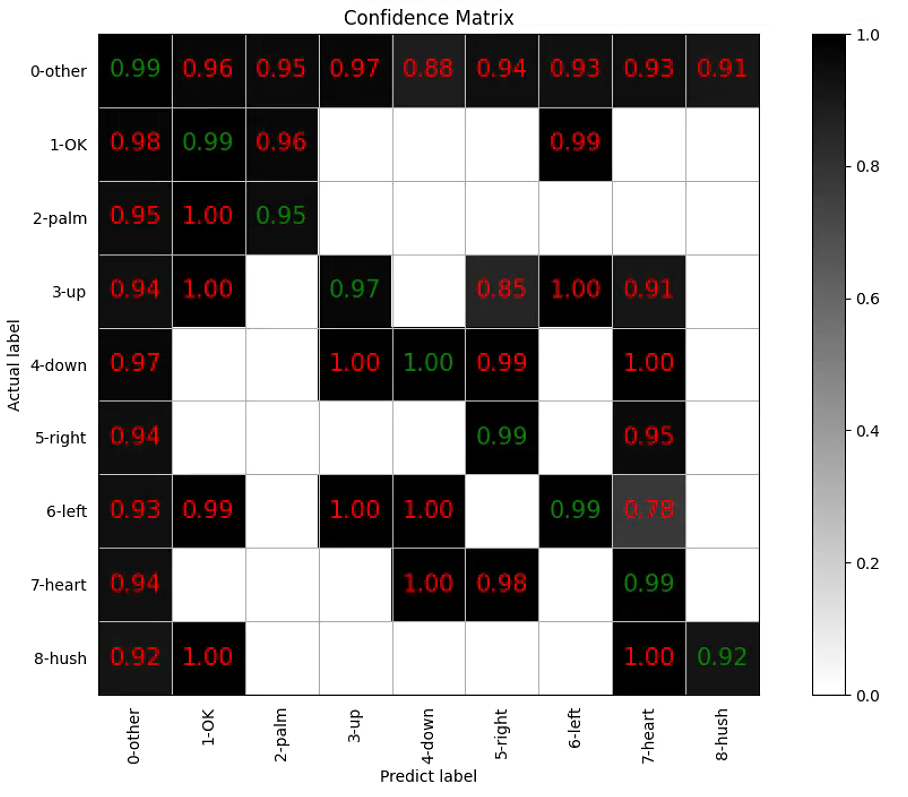 Confidence Matrix
0-other 0.99 0.96 0.95 0.97 0.88 0.94 0.93 0.93 0.91
1-OK 0.98 0.99 0.96 0.99
2-palm 0.95 1.00 0.95
3-up 0.94 1.00 0.97 0.85 1.00 0.91
4-down 0.97 1.00 1.00 0.99 1.00
5-right 0.94 0.99 0.95
6-left 0.93 0.99 1.00 1.00 0.99 0.78
7-heart 0.94 1.00 0.98 0.99
8-hush 0.92 1.00 1.00 0.92
Actual label
0-other 1-OK 2-palm 3-up 4-down 5-right 6-left 7-heart 8-hush
Predict label
1.0
0.8
0.6
0.4
0.2
0.0